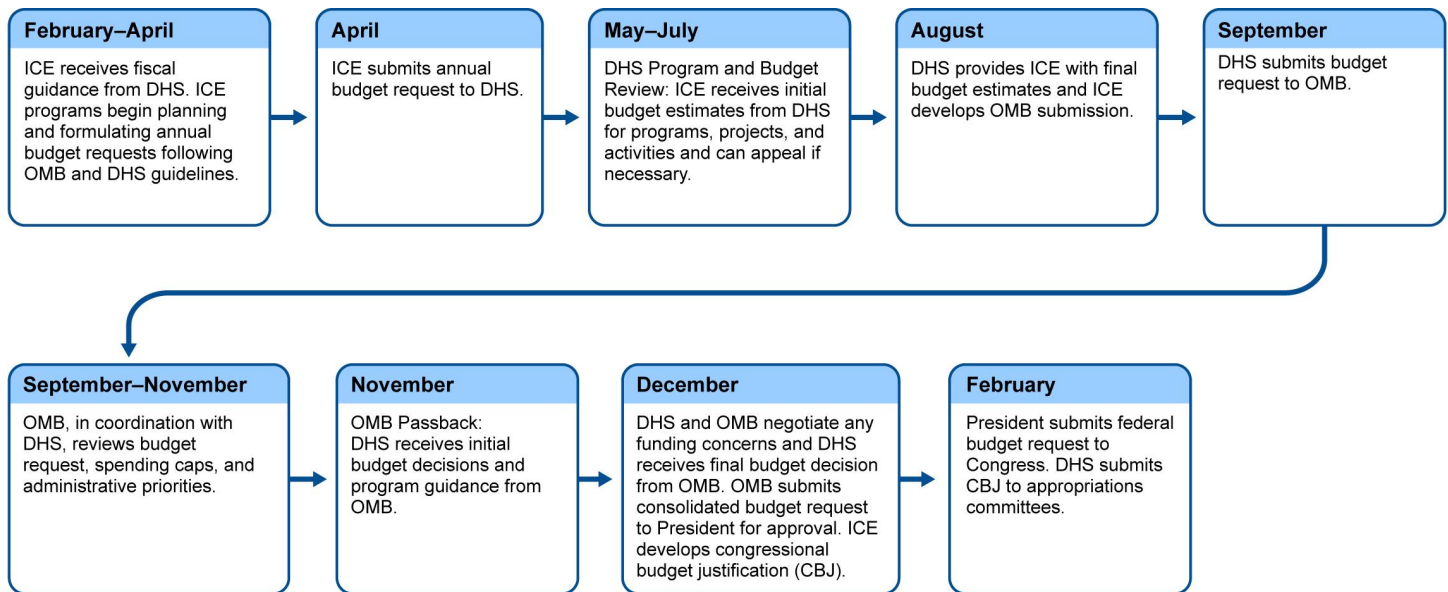 February–April
ICE receives fiscal
guidance from DHS. ICE
programs begin planning
and formulating annual
budget requests following
OMB and DHS guidelines.
April
ICE submits annual
budget request to DHS.
May–July
DHS Program and Budget
Review: ICE receives initial
budget estimates from DHS
for programs, projects, and
activities and can appeal if
necessary.
August
DHS provides ICE with final
budget estimates and ICE
develops OMB submission.
September
DHS submits budget
request to OMB.
September–November
OMB, in coordination with
DHS, reviews budget
request, spending caps, and
administrative priorities.
November
OMB Passback:
DHS receives initial
budget decisions and
program guidance from
OMB.
December
DHS and OMB negotiate any
funding concerns and DHS
receives final budget decision
from OMB. OMB submits
consolidated budget request
to President for approval. ICE
develops congressional
budget justification (CBJ).
February
President submits federal
budget request to
Congress. DHS submits
CBJ to appropriations
committees.